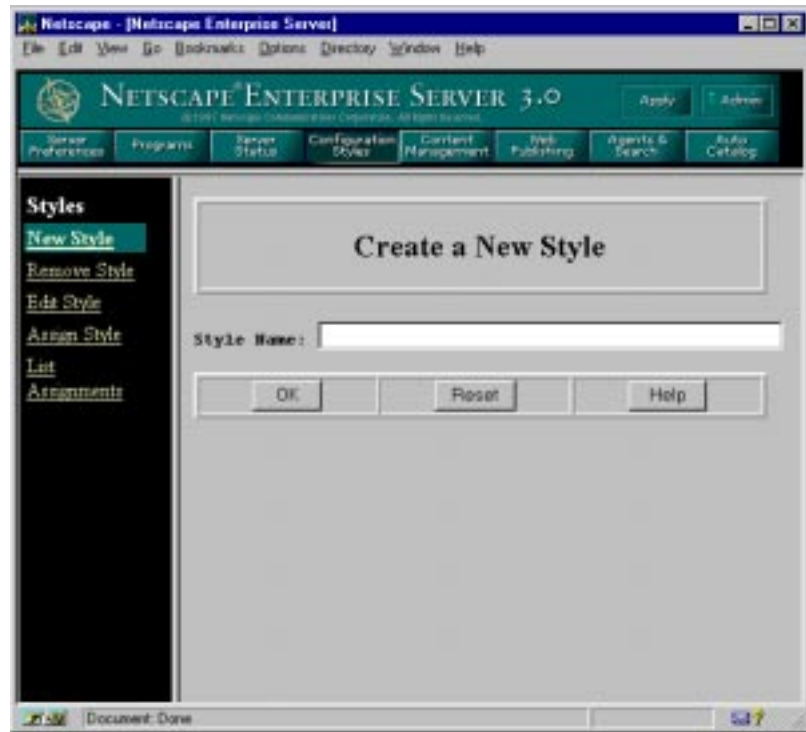 Netscape - [Netscape Enterprise Server]
File Edit View Go Bookmarks Options Directory Window Help
NETSCAPE ENTERPRISE SERVER 3.0
Apply
Admin
Server Preferences
Programs
Server Status
Configuration Styles
Content Management
Web Publishing
Agents & Search
Auto Catalog
Styles
New Style
Remove Style
Edit Style
Assign Style
List
Assignments
Create a New Style
Style Name:
OK
Reset
Help
Document: Done